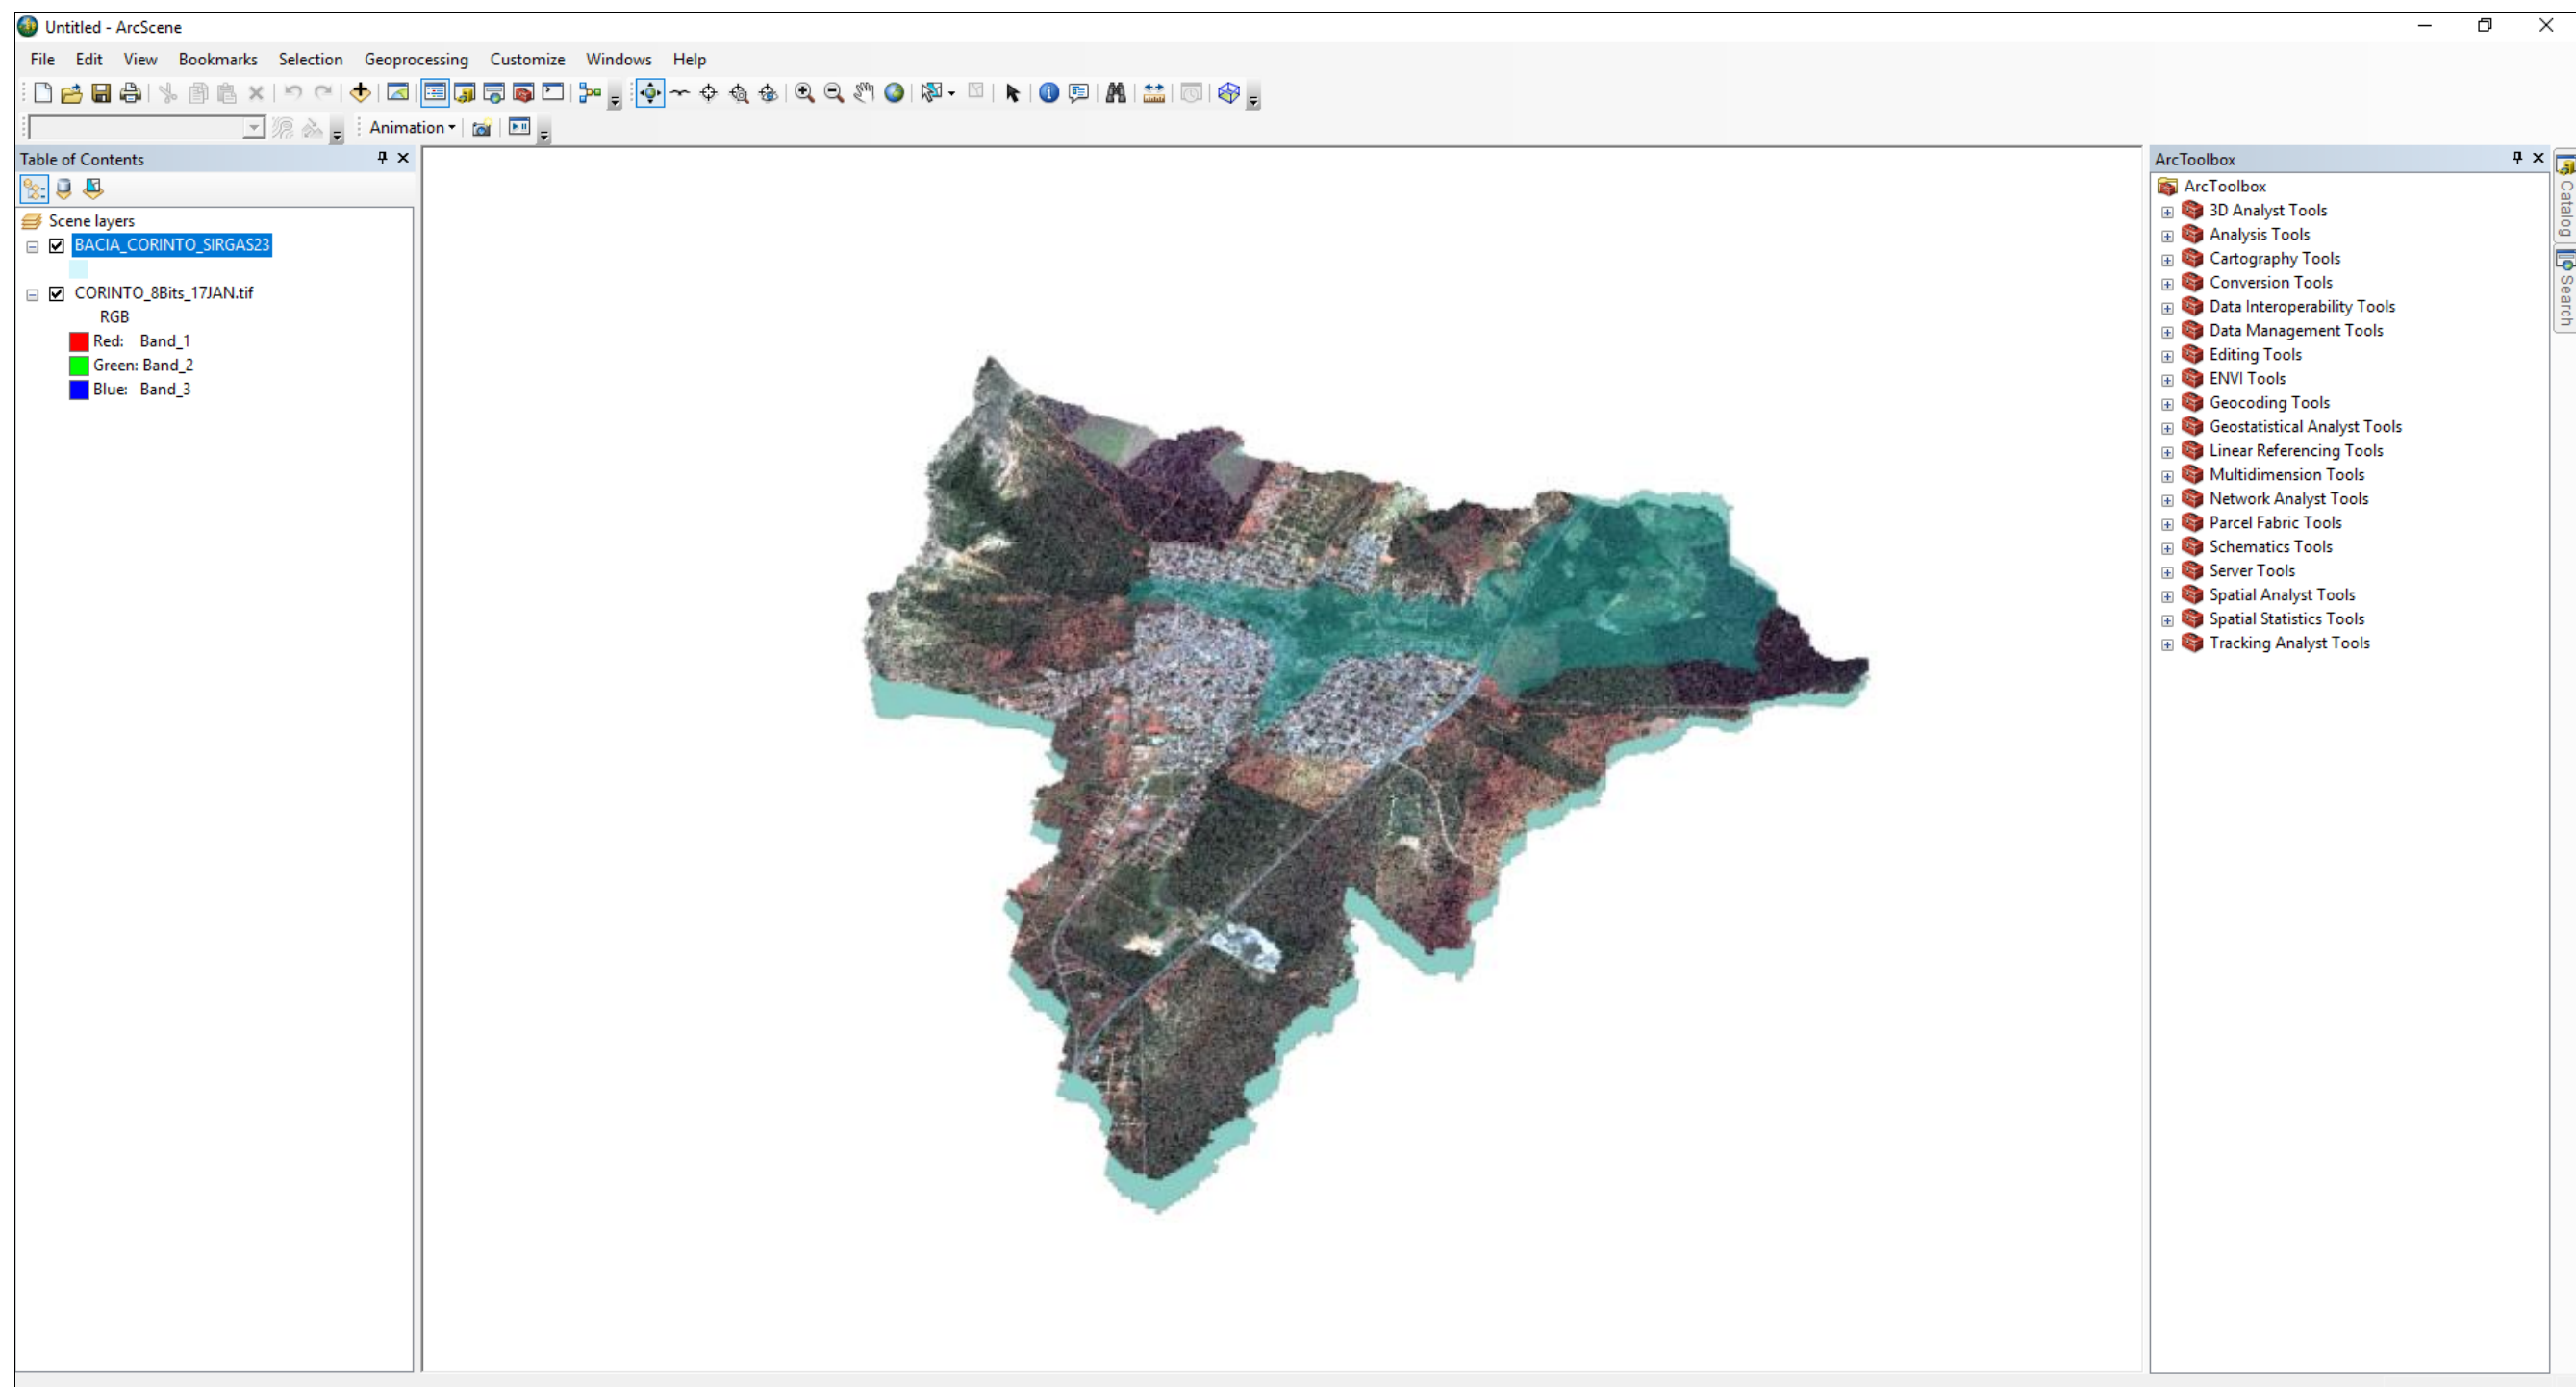 Untitled - ArcScene
File Edit View Bookmarks Selection Geoprocessing Customize Windows Help
Animation
Table of Contents
Scene layers
BACIA_CORINTO_SIRGAS23
CORINTO_8Bits_17JAN.tif
RGB
Red: Band_1
Green: Band_2
Blue: Band_3
ArcToolbox
ArcToolbox
3D Analyst Tools
Analysis Tools
Cartography Tools
Conversion Tools
Data Interoperability Tools
Data Management Tools
Editing Tools
ENVI Tools
Geocoding Tools
Geostatistical Analyst Tools
Linear Referencing Tools
Multidimension Tools
Network Analyst Tools
Parcel Fabric Tools
Schematics Tools
Server Tools
Spatial Analyst Tools
Spatial Statistics Tools
Tracking Analyst Tools
Catalog
Search